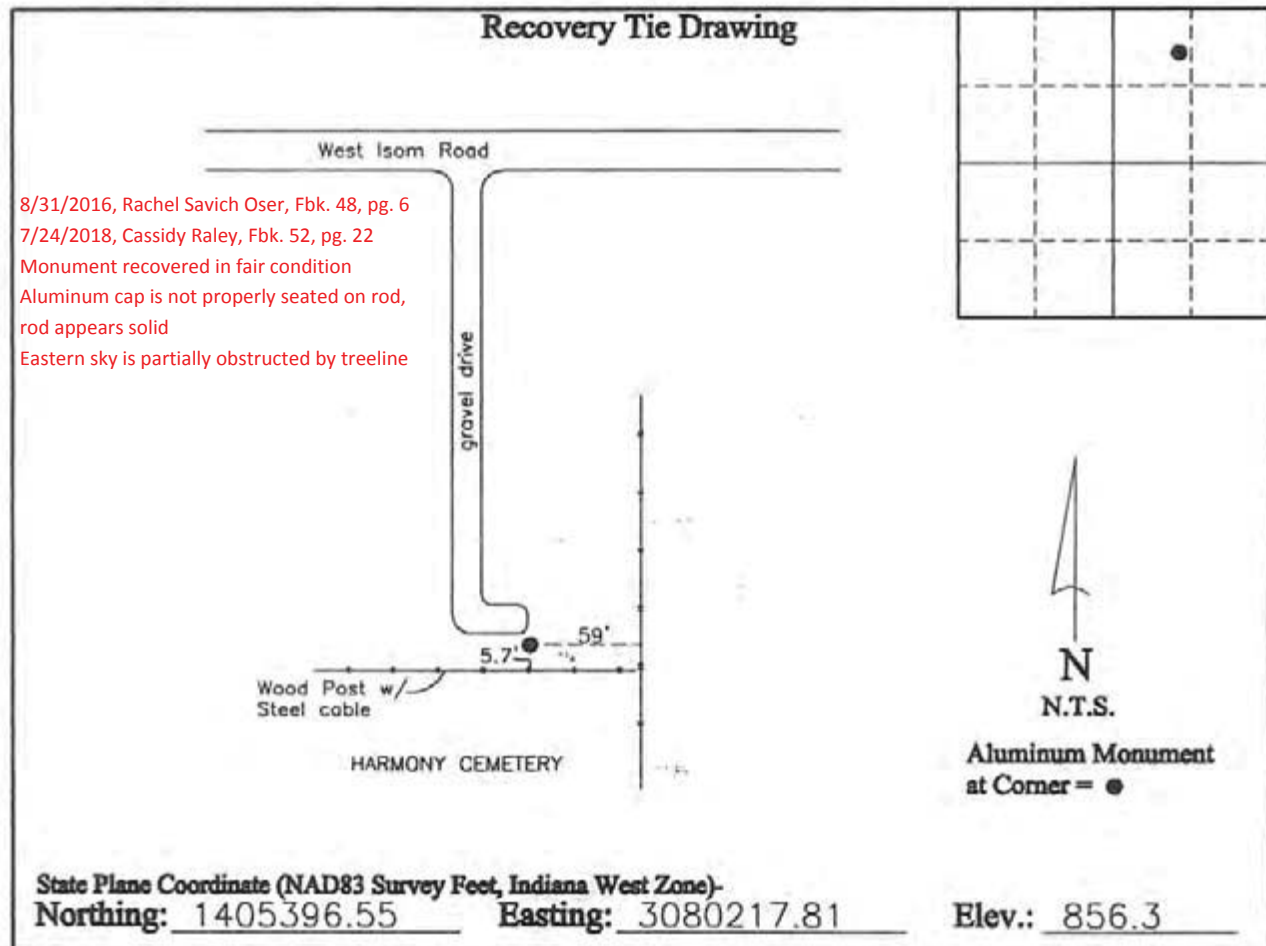 Recovery Tie Drawing
West Isom Road
8/31/2016, Rachel Savich Oser, Fbk. 48, pg. 6
7/24/2018, Cassidy Raley, Fbk. 52, pg. 22
Monument recovered in fair condition
Aluminum cap is not properly seated on rod,
rod appears solid
Eastern sky is partially obstructed by treeline
gravel drive
59'
5.7'
Wood Post w/
Steel cable
HARMONY CEMETERY
N
N.T.S.
Aluminum Monument
at Corner =
State Plane Coordinate (NAD83 Survey Feet, Indiana West Zone)-
Northing: 1405396.55 Easting: 3080217.81 Elev.: 856.3